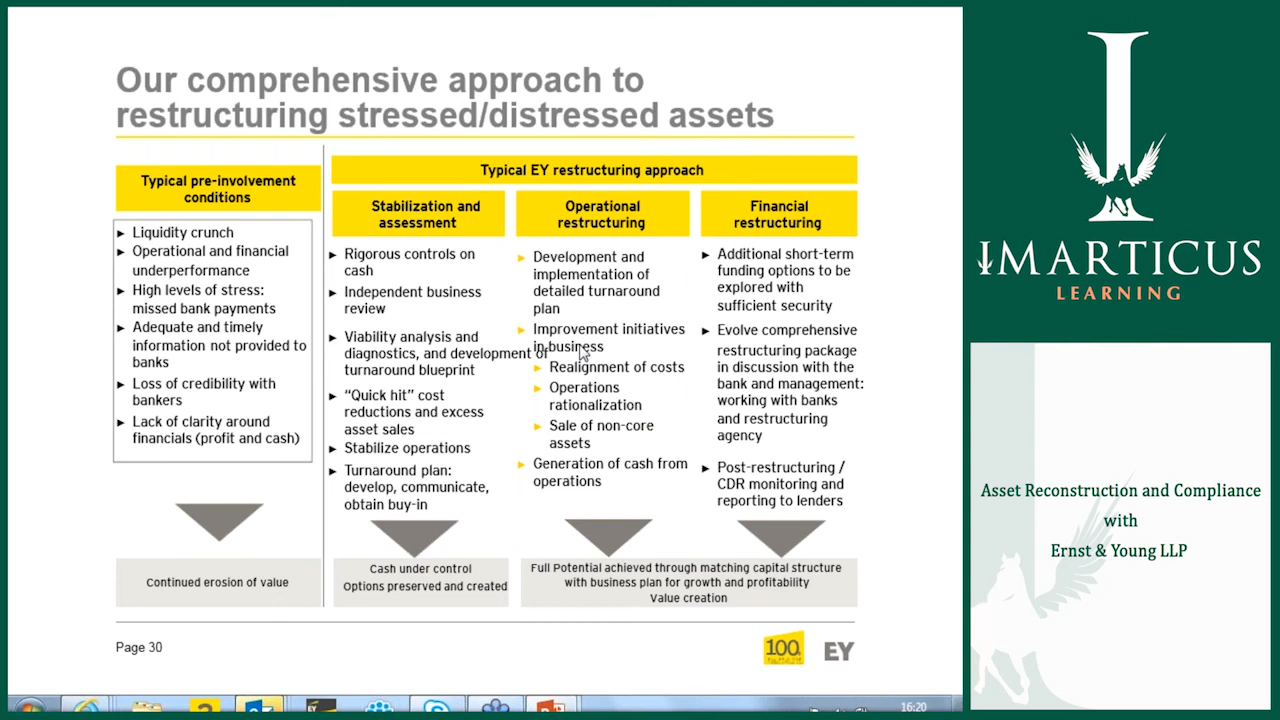 Our comprehensive approach to
restructuring stressed/distressed assets
Typical pre-involvement
conditions
► Liquidity crunch
► Operational and financial
underperformance
► High levels of stress:
missed bank payments
► Adequate and timely
information not provided to
banks
► Loss of credibility with
bankers
► Lack of clarity around
financials (profit and cash)
Continued erosion of value
Typical EY restructuring approach
Stabilization and
assessment
► Rigorous controls on
cash
► Independent business
review
► Viability analysis and
diagnostics, and development of
turnaround blueprint
► “Quick hit” cost
reductions and excess
asset sales
► Stabilize operations
► Turnaround plan:
develop, communicate,
obtain buy-in
Cash under control
Options preserved and created
Operational
restructuring
► Development and
implementation of
detailed turnaround
plan
► Improvement initiatives
in business
► Realignment of costs
► Operations
rationalization
► Sale of non-core
assets
► Generation of cash from
operations
Financial
restructuring
► Additional short-term
funding options to be
explored with
sufficient security
► Evolve comprehensive
restructuring package
in discussion with the
bank and management:
working with banks
and restructuring
agency
► Post-restructuring /
CDR monitoring and
reporting to lenders
Full Potential achieved through matching capital structure
with business plan for growth and profitability
Value creation
Page 30
100
EY
16:20
IMARTICUS
LEARNING
Asset Reconstruction and Compliance
with
Ernst & Young LLP